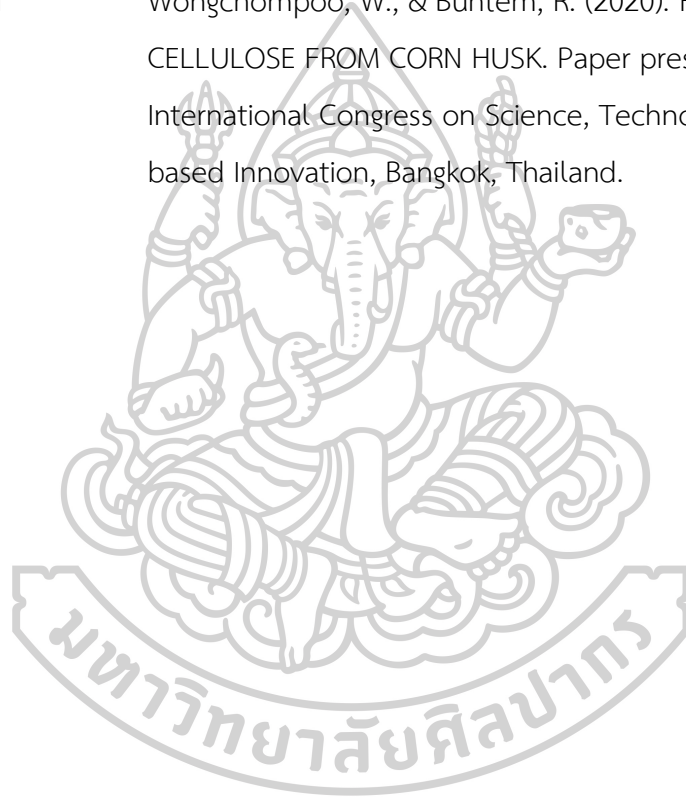 Wongchompoo, W., & Buntem, R. (2020).
CELLULOSE FROM CORN HUSK. Paper pres
International Congress on Science, Techno
based Innovation, Bangkok, Thailand.
มหาวิทยาลัยศิลปากร